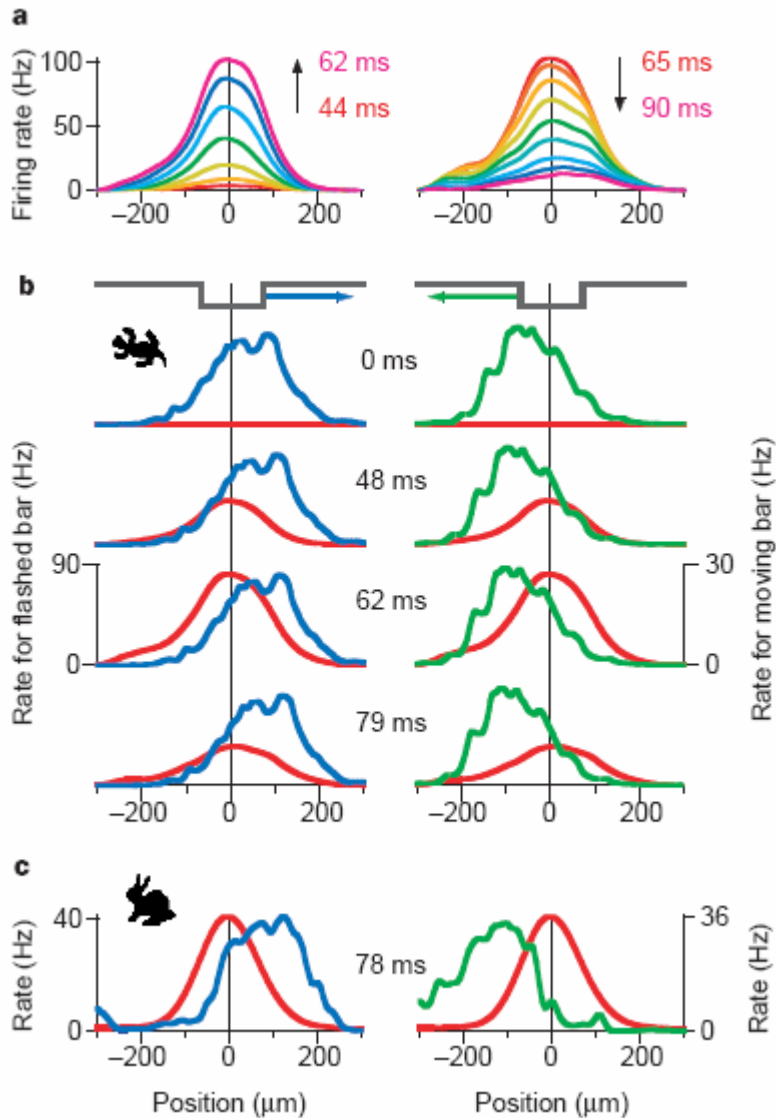 a
100
50
0
Firing rate (Hz)
62 ms
44 ms
65 ms
90 ms
–200 0 200
–200 0 200
b
0 ms
48 ms
62 ms
79 ms
Rate for flashed bar (Hz)
90
0
30
0
Rate for moving bar (Hz)
–200 0 200
–200 0 200
c
Rate (Hz)
40
0
78 ms
36
0
Rate (Hz)
–200 0 200
–200 0 200
Position (μm)
Position (μm)